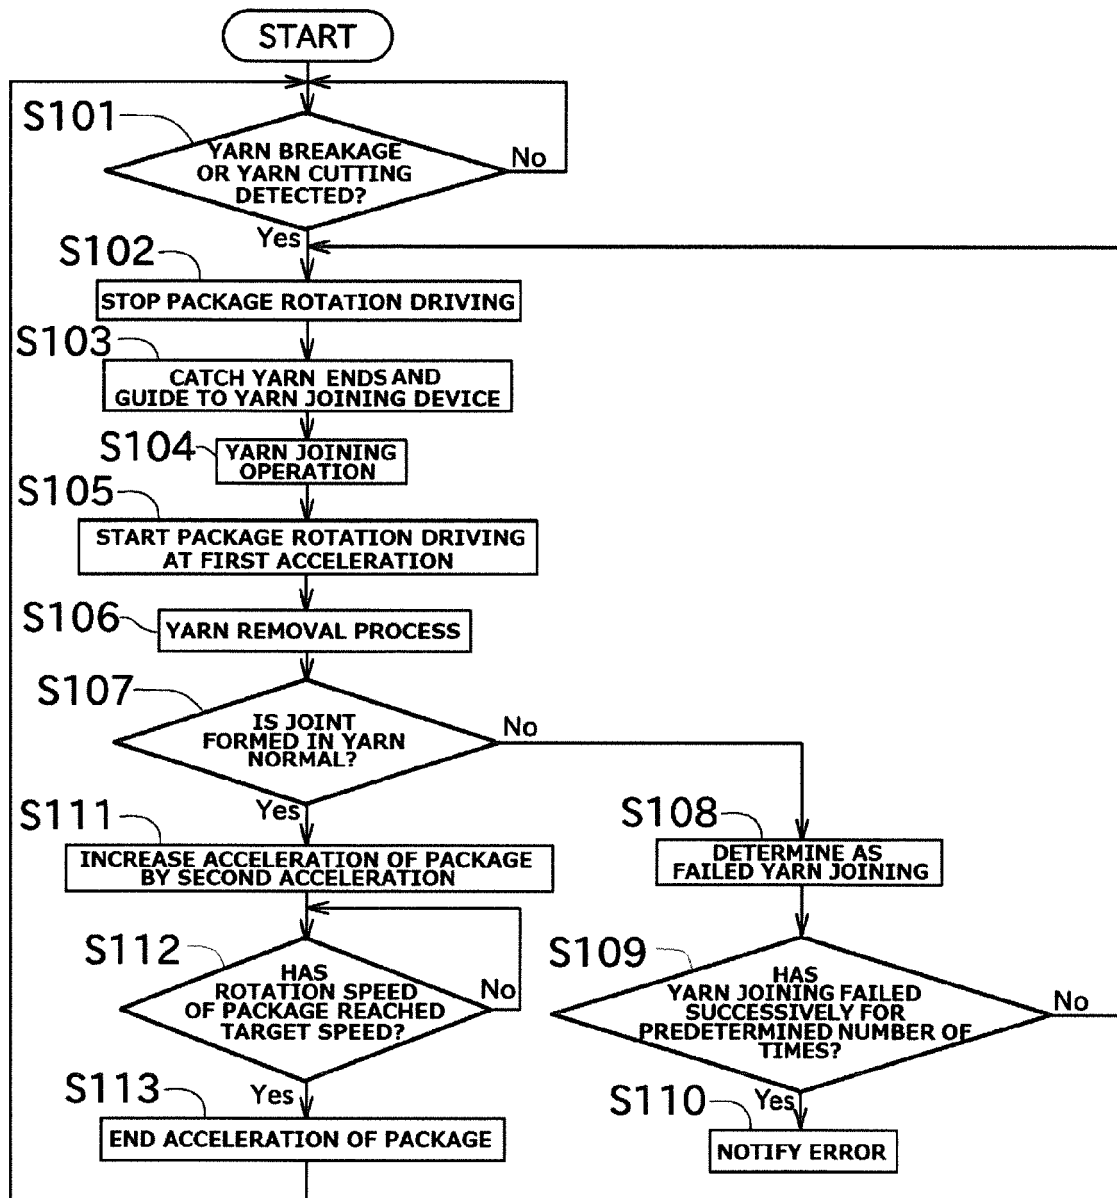 START
S101
YARN BREAKAGE
OR YARN CUTTING
DETECTED?
No
Yes
S102
STOP PACKAGE ROTATION DRIVING
S103
CATCH YARN ENDS AND
GUIDE TO YARN JOINING DEVICE
S104
YARN JOINING
OPERATION
S105
START PACKAGE ROTATION DRIVING
AT FIRST ACCELERATION
S106
YARN REMOVAL PROCESS
S107
IS JOINT
FORMED IN YARN
NORMAL?
No
Yes
S111
INCREASE ACCELERATION OF PACKAGE
BY SECOND ACCELERATION
S112
HAS
ROTATION SPEED
OF PACKAGE REACHED
TARGET SPEED?
No
Yes
S113
END ACCELERATION OF PACKAGE
S108
DETERMINE AS
FAILED YARN JOINING
S109
HAS
YARN JOINING FAILED
SUCCESSIVELY FOR
PREDETERMINED NUMBER OF
TIMES?
No
Yes
S110
NOTIFY ERROR